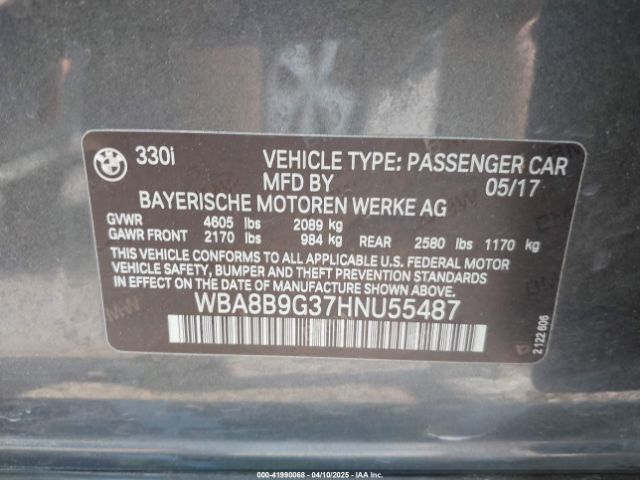 330i VEHICLE TYPE: PASSENGER CAR
MFD BY 05/17
BAYERISCHE MOTOREN WERKE AG
GVWR 4605 lbs 2089 kg
GAWR FRONT 2170 lbs 984 kg REAR 2580 lbs 1170 kg
THIS VEHICLE CONFORMS TO ALL APPLICABLE U.S. FEDERAL MOTOR
VEHICLE SAFETY, BUMPER AND THEFT PREVENTION STANDARDS
IN EFFECT ON THE DATE OF MANUFACTURE SHOWN ABOVE.
WBA8B9G37HNU55487
2 122 606
000-41990068 - 04/10/2025 - IAAI.COM